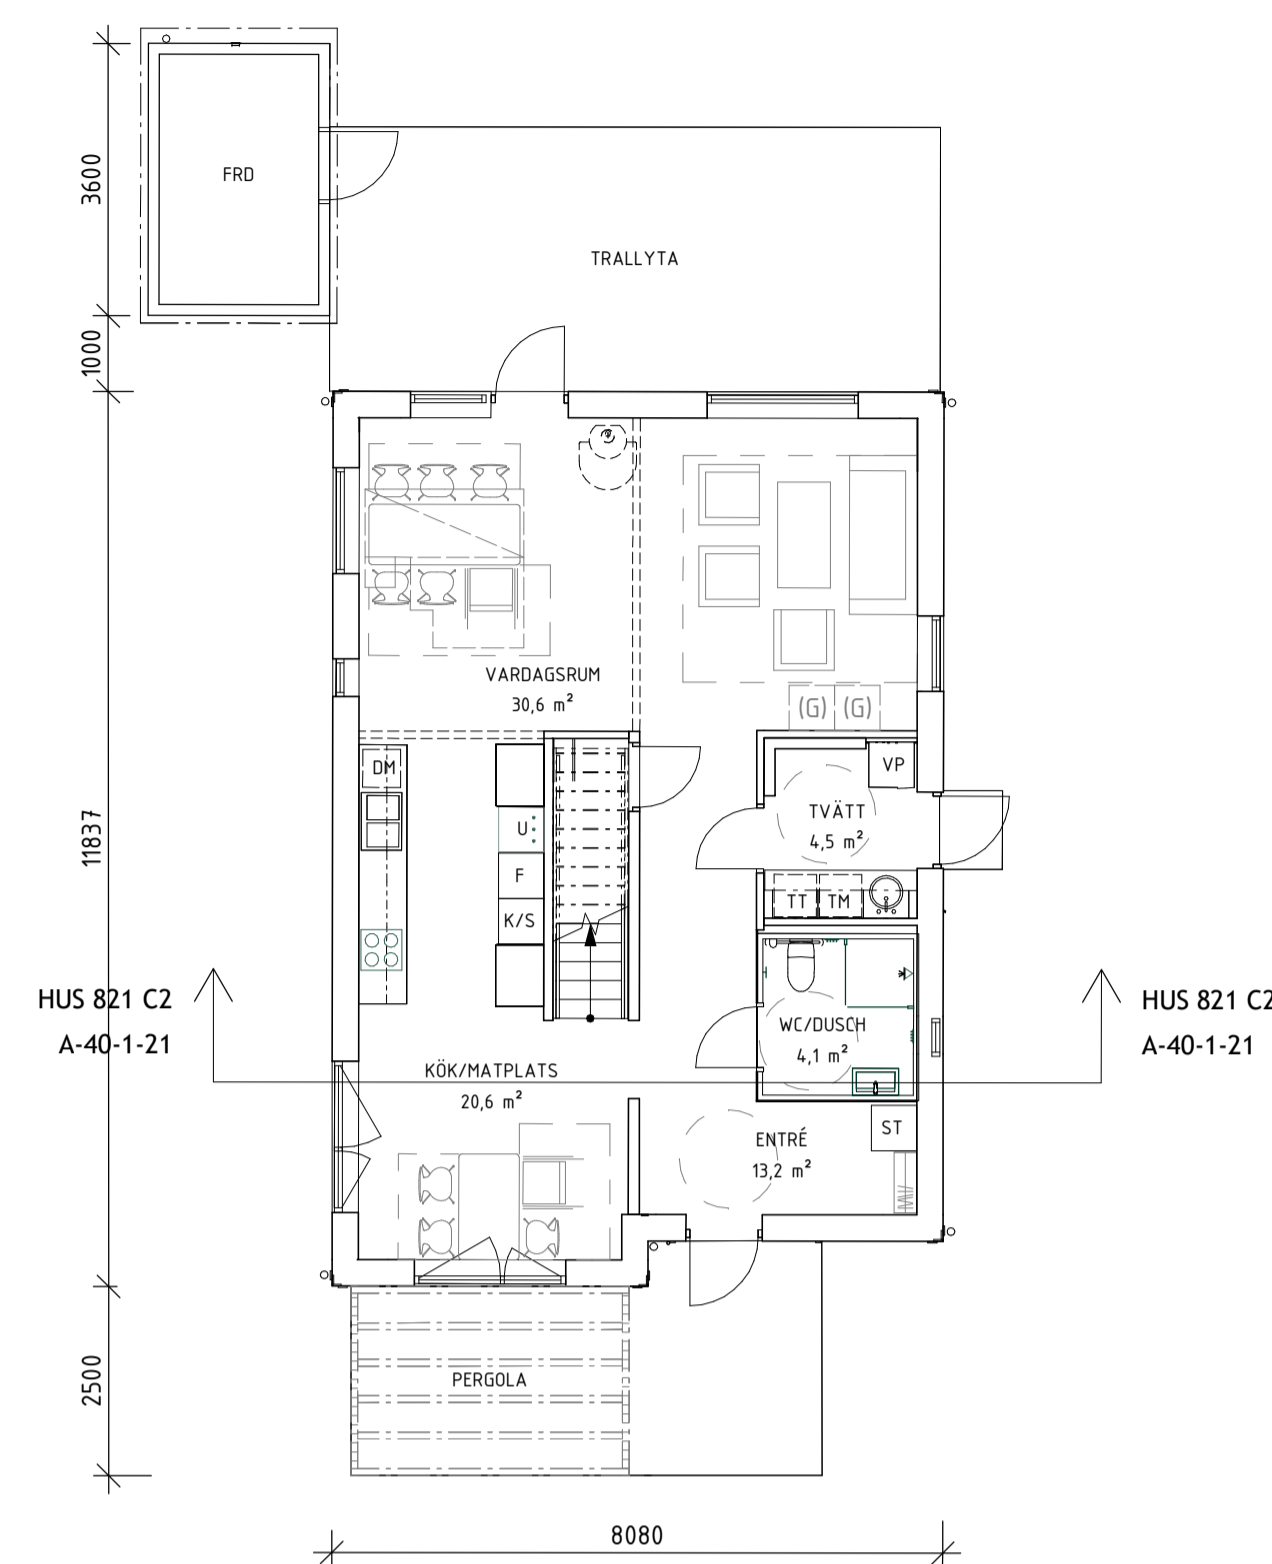 3600
FRD
TRALLYTA
1000
VARDAGSRUM
30,6 m²
(G) (G)
DM
VP
TVÄTT
4,5 m²
11837
U
F
K/S
TT TM
HUS 821 C2
A-40-1-21
HUS 821 C2
A-40-1-21
WC/DUSCH
4,1 m²
KÖK/MATPLATS
20,6 m²
ST
ENTRÉ
13,2 m²
2500
PERGOLA
8080